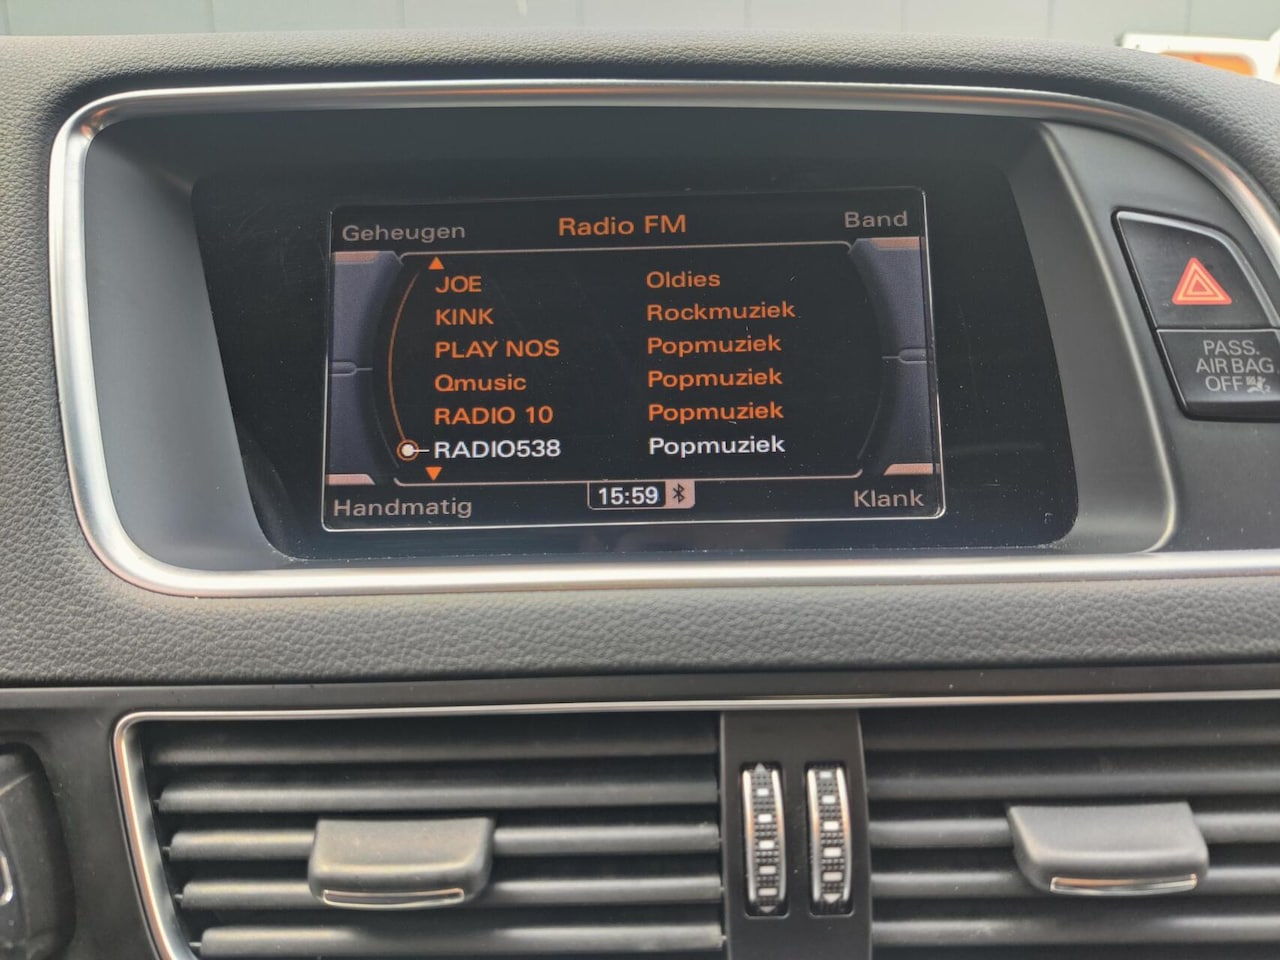 Geheugen Radio FM Band
JOE Oldies
KINK Rockmuziek
PLAY NOS Popmuziek
Qmusic Popmuziek
RADIO 10 Popmuziek
RADIO538 Popmuziek
Handmatig 15:59 Klank
PASS.
AIR BAG
OFF